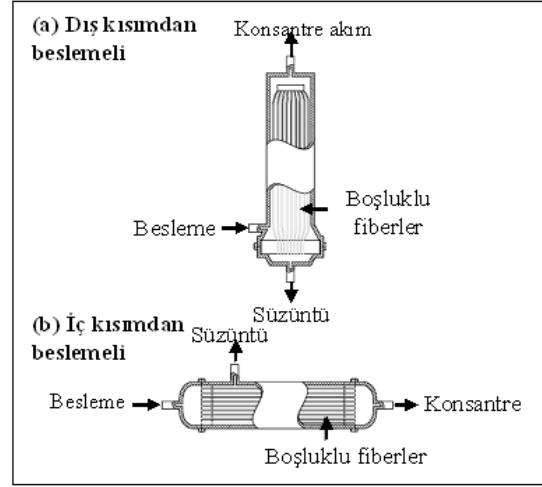 (a) Dış kısımdan
beslemeli
Konsantre akım
Boşluklu
fiberler
Besleme
Süzüntü
(b) İç kısımdan
beslemeli
Süzüntü
Besleme
Konsantre
Boşluklu fiberler